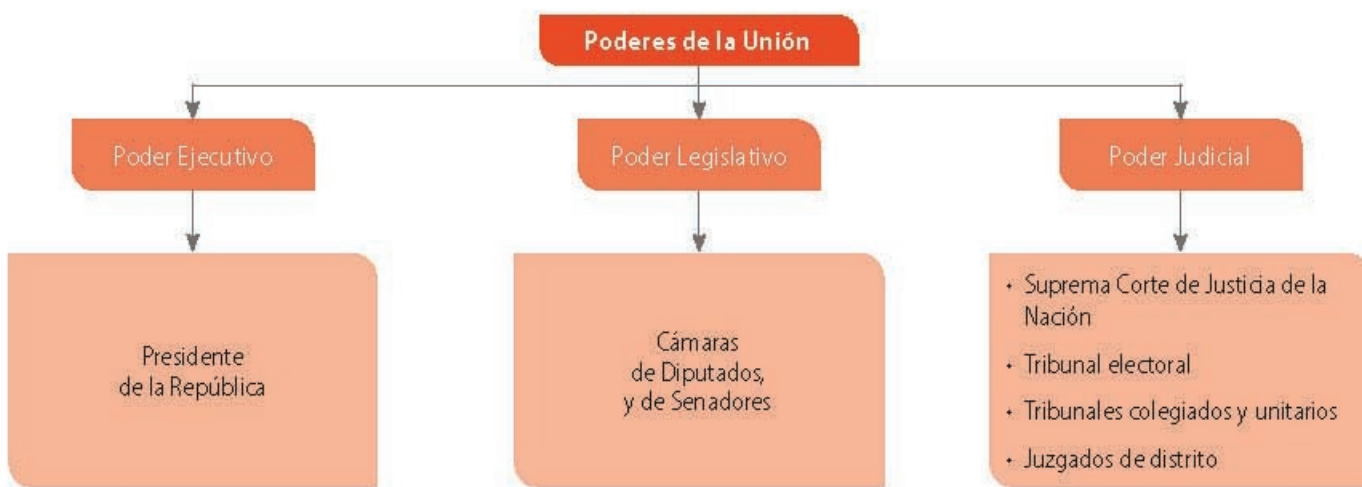 Poderes de la Unión
Poder Ejecutivo
Poder Legislativo
Poder Judicial
Presidente
de la República
Cámaras
de Diputados,
y de Senadores
• Suprema Corte de Justicia de la
Nación
• Tribunal electoral
• Tribunales colegiados y unitarios
• Juzgados de distrito